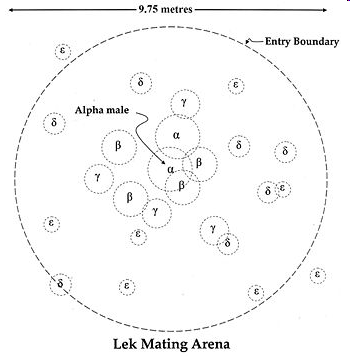 9.75 metres
Entry Boundary
ε
δ
ε
γ
Alpha male
δ
α
β
δ
δ
β
α
γ
β
δ
ε
β
γ
ε
γ
ε
δ
ε
δ
ε
ε
Lek Mating Arena